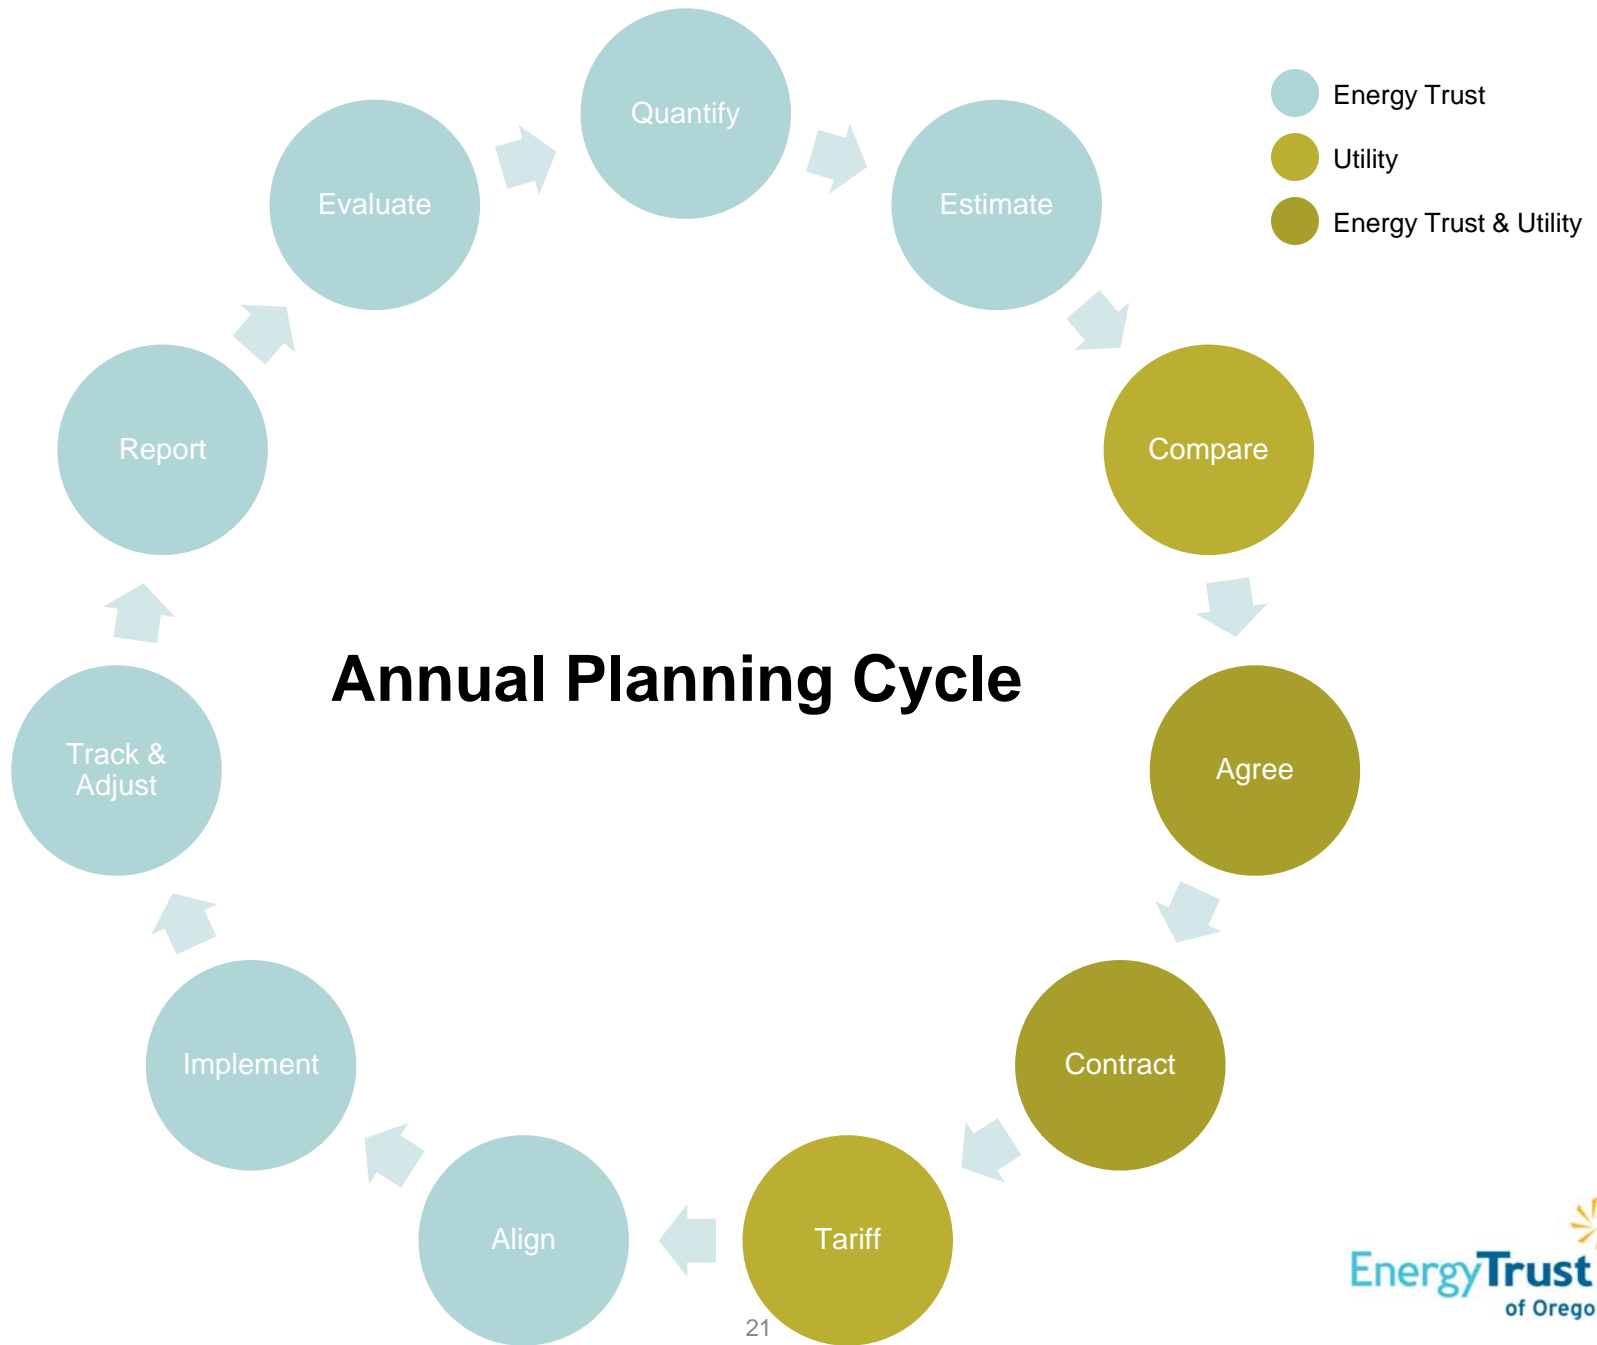 Quantify
Estimate
Compare
Agree
Contract
Tariff
Align
Implement
Track &
Adjust
Report
Evaluate
Annual Planning Cycle
Energy Trust
Utility
Energy Trust & Utility
21
EnergyTrust
of Orego